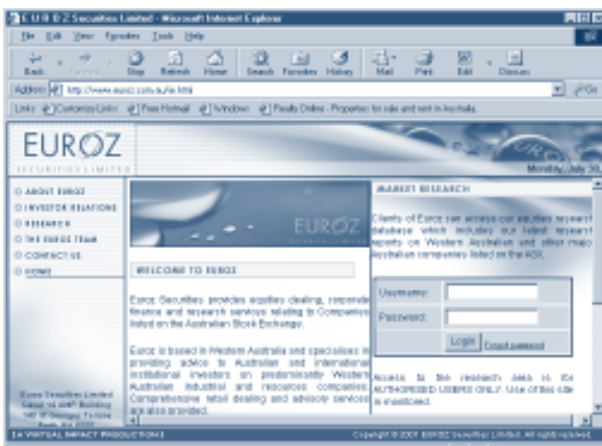 E U R O Z Securities Limited - Microsoft Internet Explorer
File Edit View Favorites Tools Help
Back Forward Stop Refresh Home Search Favorites History Mail Print Edit Discuss
Address http://www.euroz.com.au/ie.html Go
Links Customize Links Free Hotmail Windows Realty Online - Properties for sale and rent in Australia.
EUROZ
SECURITIES LIMITED
Monday, July 30,
ABOUT EUROZ
INVESTOR RELATIONS
RESEARCH
THE EUROZ TEAM
CONTACT US
HOME
Euroz Securities Limited
EUROZ
WELCOME TO EUROZ
Euroz Securities provides equities dealing, corporate
finance and research services relating to Companies
listed on the Australian Stock Exchange.
Euroz is based in Western Australia and specialises in
providing advice to Australian and international
institutional investors on predominantly Western
Australian industrial and resources companies.
Comprehensive retail dealing and advisory services
are also provided.
MARKET RESEARCH
Clients of Euroz can access our equities research
database which includes our latest research
reports on Western Australian and other major
Australian companies listed on the ASX.
Username:
Password:
Login Forgot password
Access to the research area is for
AUTHORISED USERS ONLY. Use of this site
is monitored.
A VIRTUAL IMPACT PRODUCTION
Copyright © 2001 EUROZ Securities Limited. All rights reserved.